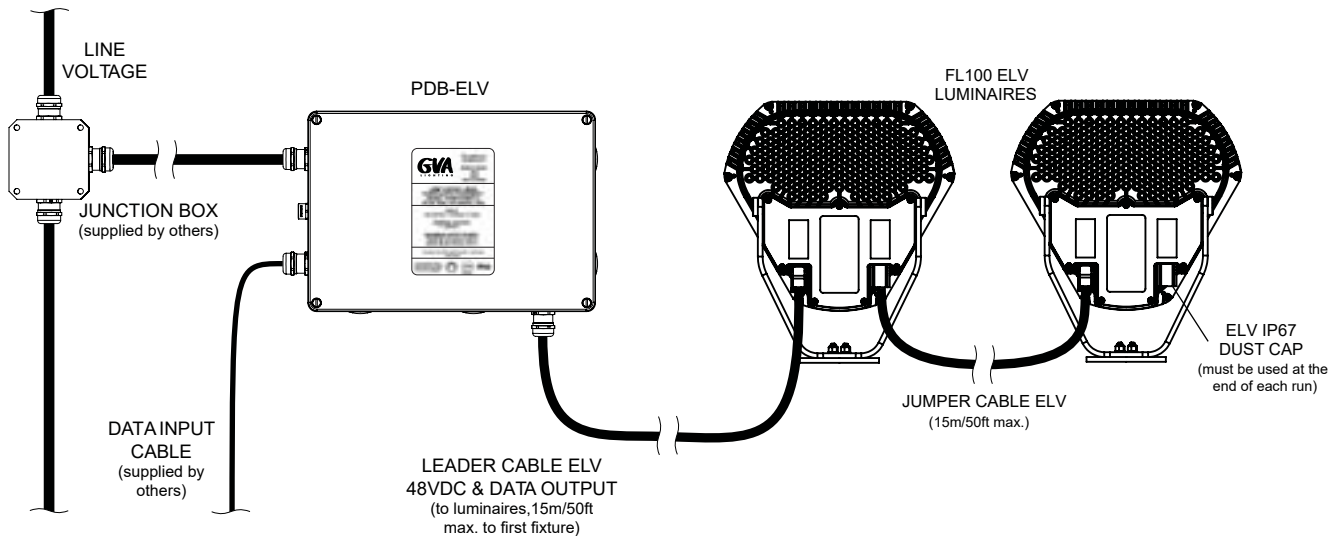 LINE
VOLTAGE
PDB-ELV
FL100 ELV
LUMINAIRES
GVA
LIGHTING
JUNCTION BOX
(supplied by others)
ELV IP67
DUST CAP
(must be used at the
end of each run)
JUMPER CABLE ELV
(15m/50ft max.)
DATA INPUT
CABLE
(supplied by
others)
LEADER CABLE ELV
48VDC & DATA OUTPUT
(to luminaires,15m/50ft
max. to first fixture)